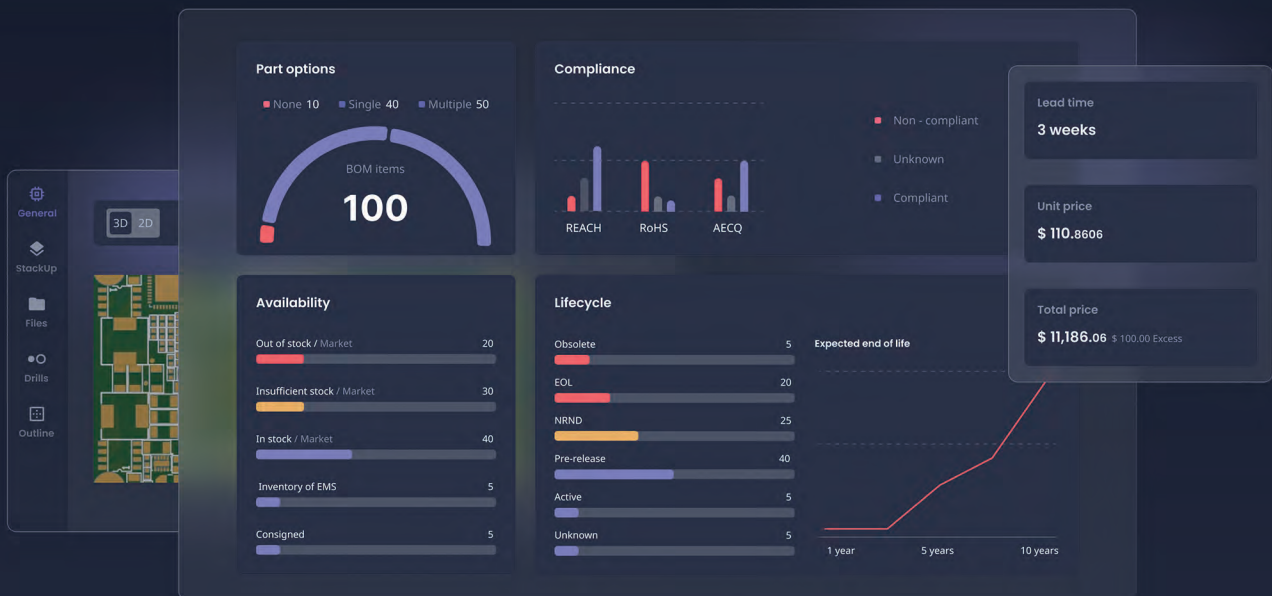 General
StackUp
Files
Drills
Outline
3D 2D
Part options
None 10 Single 40 Multiple 50
BOM items
100
Compliance
Non - compliant
Unknown
Compliant
REACH RoHS AECQ
Availability
Out of stock / Market 20
Insufficient stock / Market 30
In stock / Market 40
Inventory of EMS 5
Consigned 5
Lifecycle
Obsolete 5
EOL 20
NRND 25
Pre-release 40
Active 5
Unknown 5
Expected end of life
1 year 5 years 10 years
Lead time
3 weeks
Unit price
$ 110.8606
Total price
$ 11,186.06 $ 100.00 Excess